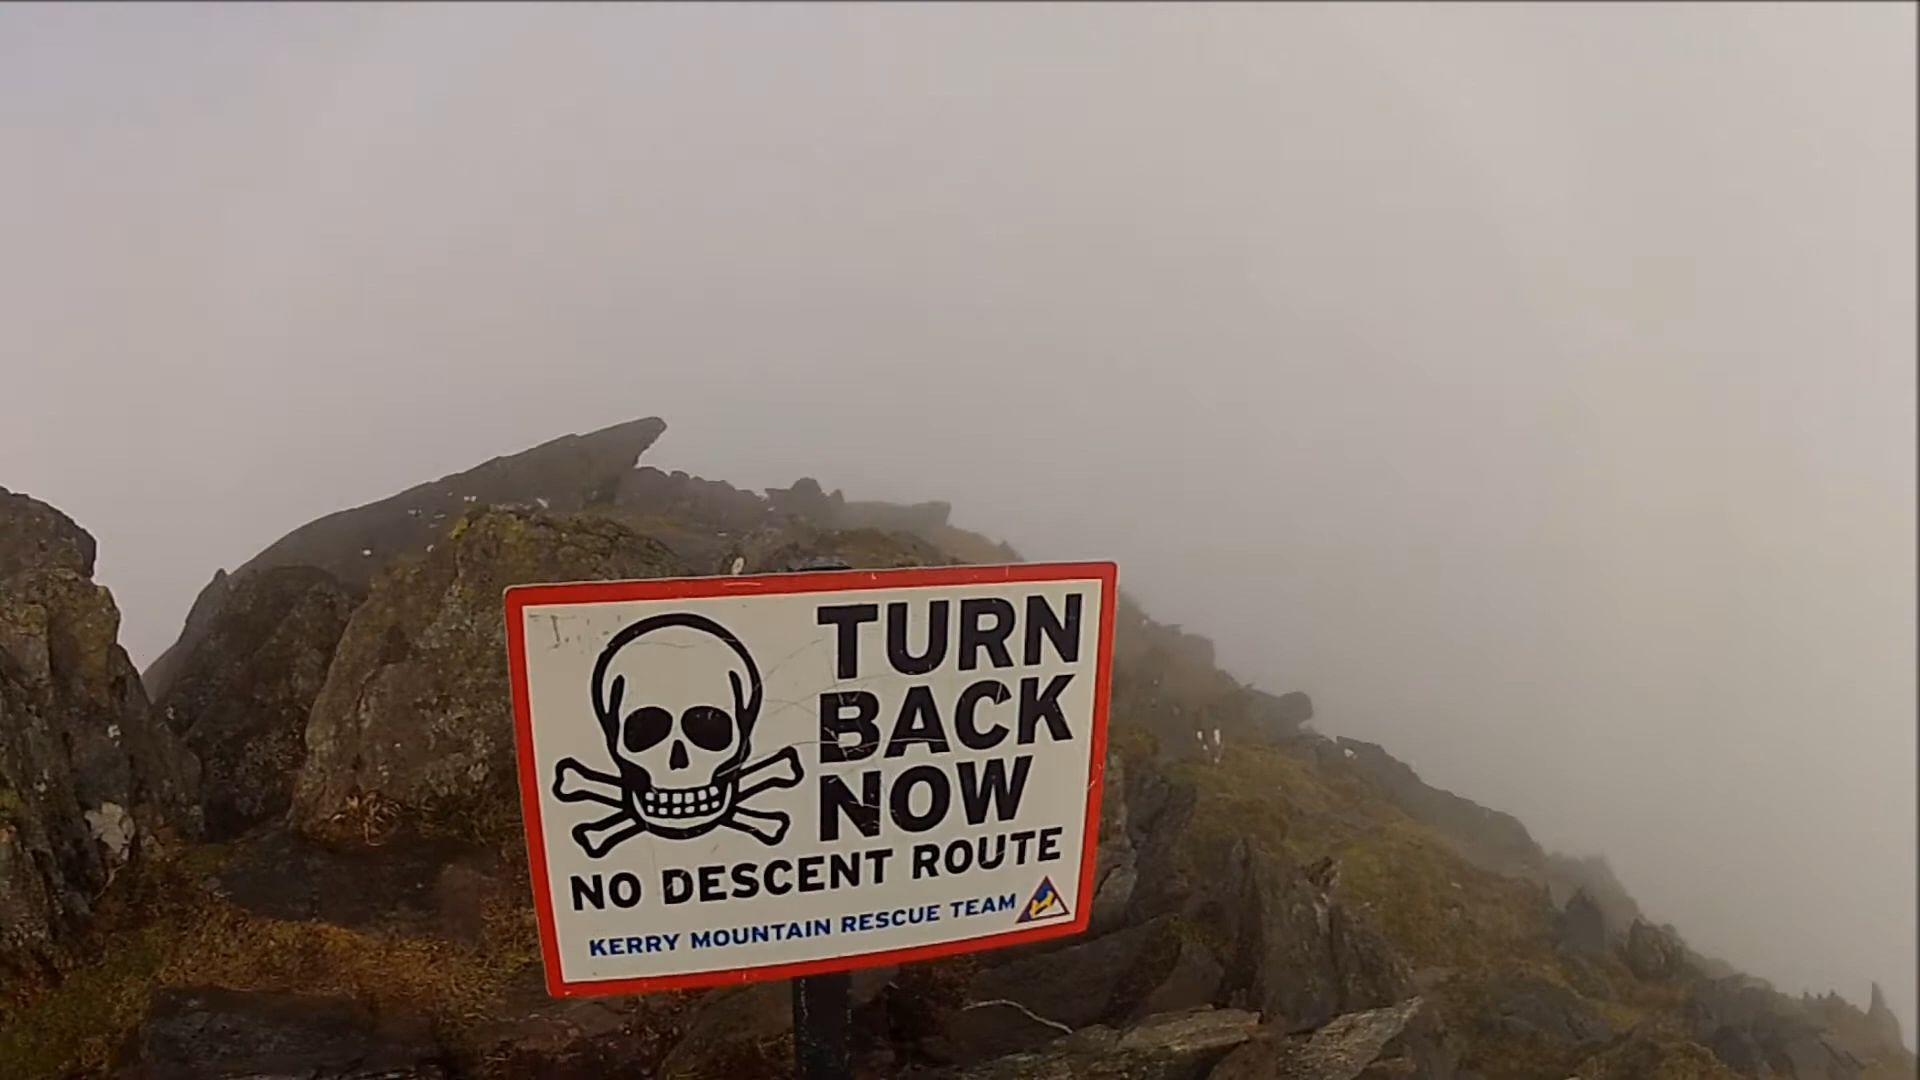 TURN
BACK
NOW
NO DESCENT ROUTE
KERRY MOUNTAIN RESCUE TEAM